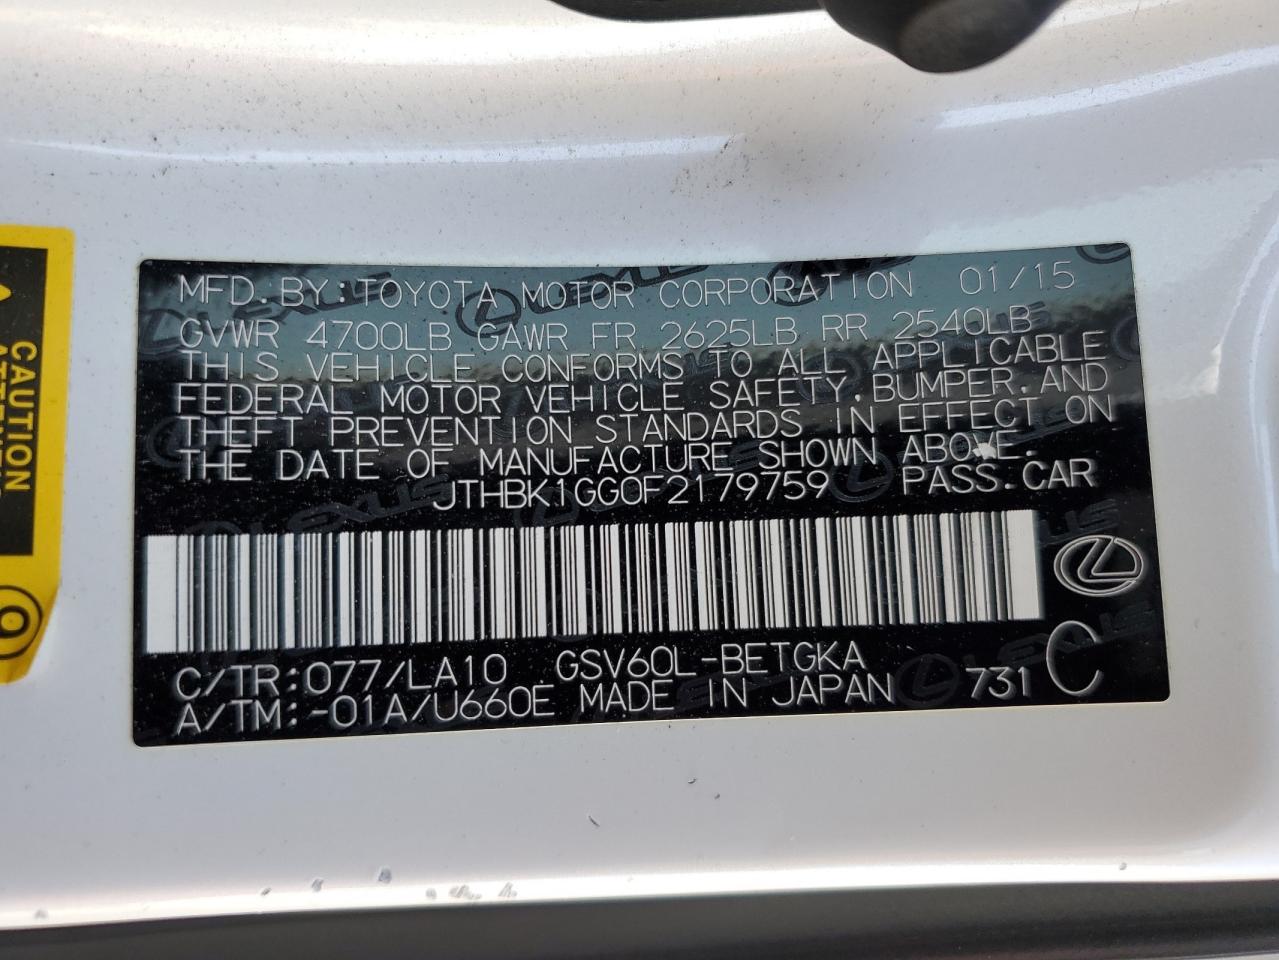 MFD. BY: TOYOTA MOTOR CORPORATION 01/15
GVWR 4700LB GAWR FR 2625LB RR 2540LB
THIS VEHICLE CONFORMS TO ALL APPLICABLE
FEDERAL MOTOR VEHICLE SAFETY, BUMPER, AND
THEFT PREVENTION STANDARDS IN EFFECT ON
THE DATE OF MANUFACTURE SHOWN ABOVE.
JTHBK1GG0F2179759 PASS. CAR
C/TR: 077/LA10 GSV60L-BETGKA
A/TM: -01A/U660E MADE IN JAPAN 731 C
LEXUS
CAUTION